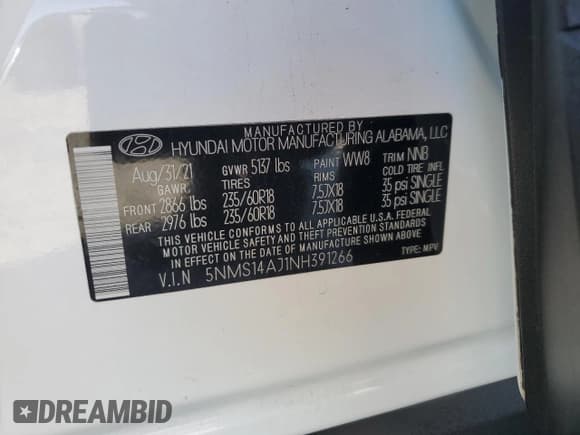 MANUFACTURED BY
HYUNDAI MOTOR MANUFACTURING ALABAMA, LLC
Aug/31/21 GVWR 5137 lbs PAINT WW8 TRIM NNB
GAWR TIRES RIMS COLD TIRE INFL
FRONT 2866 lbs 235/60R18 7.5JX18 35 psi SINGLE
REAR 2976 lbs 235/60R18 7.5JX18 35 psi SINGLE
THIS VEHICLE CONFORMS TO ALL APPLICABLE U.S.A. FEDERAL
MOTOR VEHICLE SAFETY AND THEFT PREVENTION STANDARDS
IN EFFECT ON THE DATE OF MANUFACTURE SHOWN ABOVE.
V.I.N 5NMS14AJ1NH391266 TYPE: MPV
DREAMBID